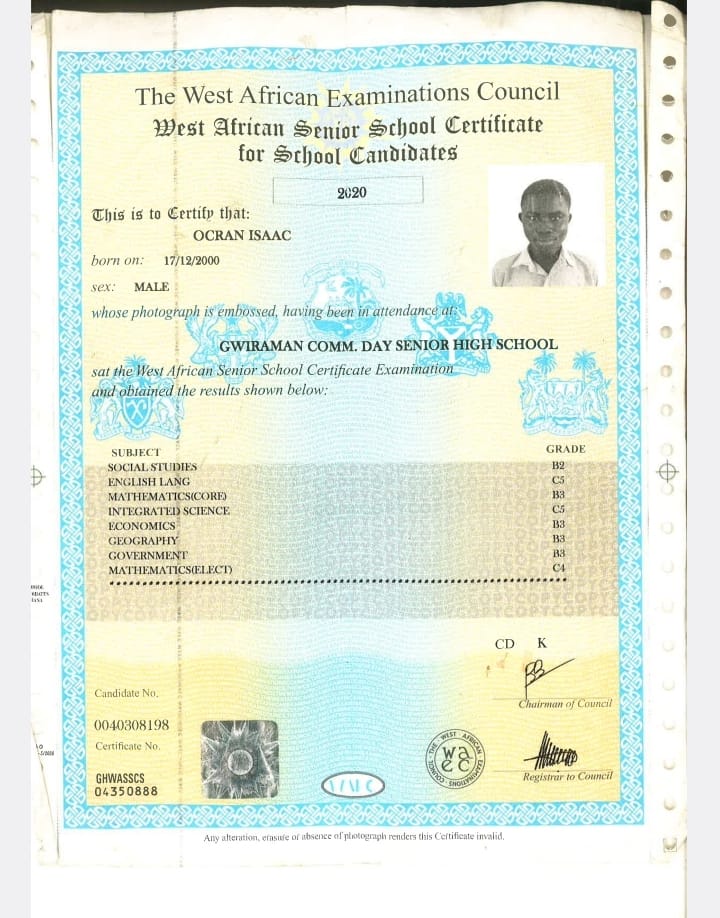 The West African Examinations Council
West African Senior School Certificate
for School Candidates
2020
This is to Certify that:
OCRAN ISAAC
born on: 17/12/2000
sex: MALE
whose photograph is embossed, having been in attendance at:
GWIRAMAN COMM. DAY SENIOR HIGH SCHOOL
sat the West African Senior School Certificate Examination
and obtained the results shown below:
SUBJECT GRADE
SOCIAL STUDIES B2
ENGLISH LANG C5
MATHEMATICS(CORE) B3
INTEGRATED SCIENCE C5
ECONOMICS B3
GEOGRAPHY B3
GOVERNMENT B3
MATHEMATICS(ELECT) C4
CD K
Chairman of Council
Candidate No.
0040308198
Certificate No.
GHWASSCS
04350888
THE WEST AFRICAN EXAMINATIONS COUNCIL
waec
WAEC
Registrar to Council
Any alteration, erasure or absence of photograph renders this Certificate invalid.